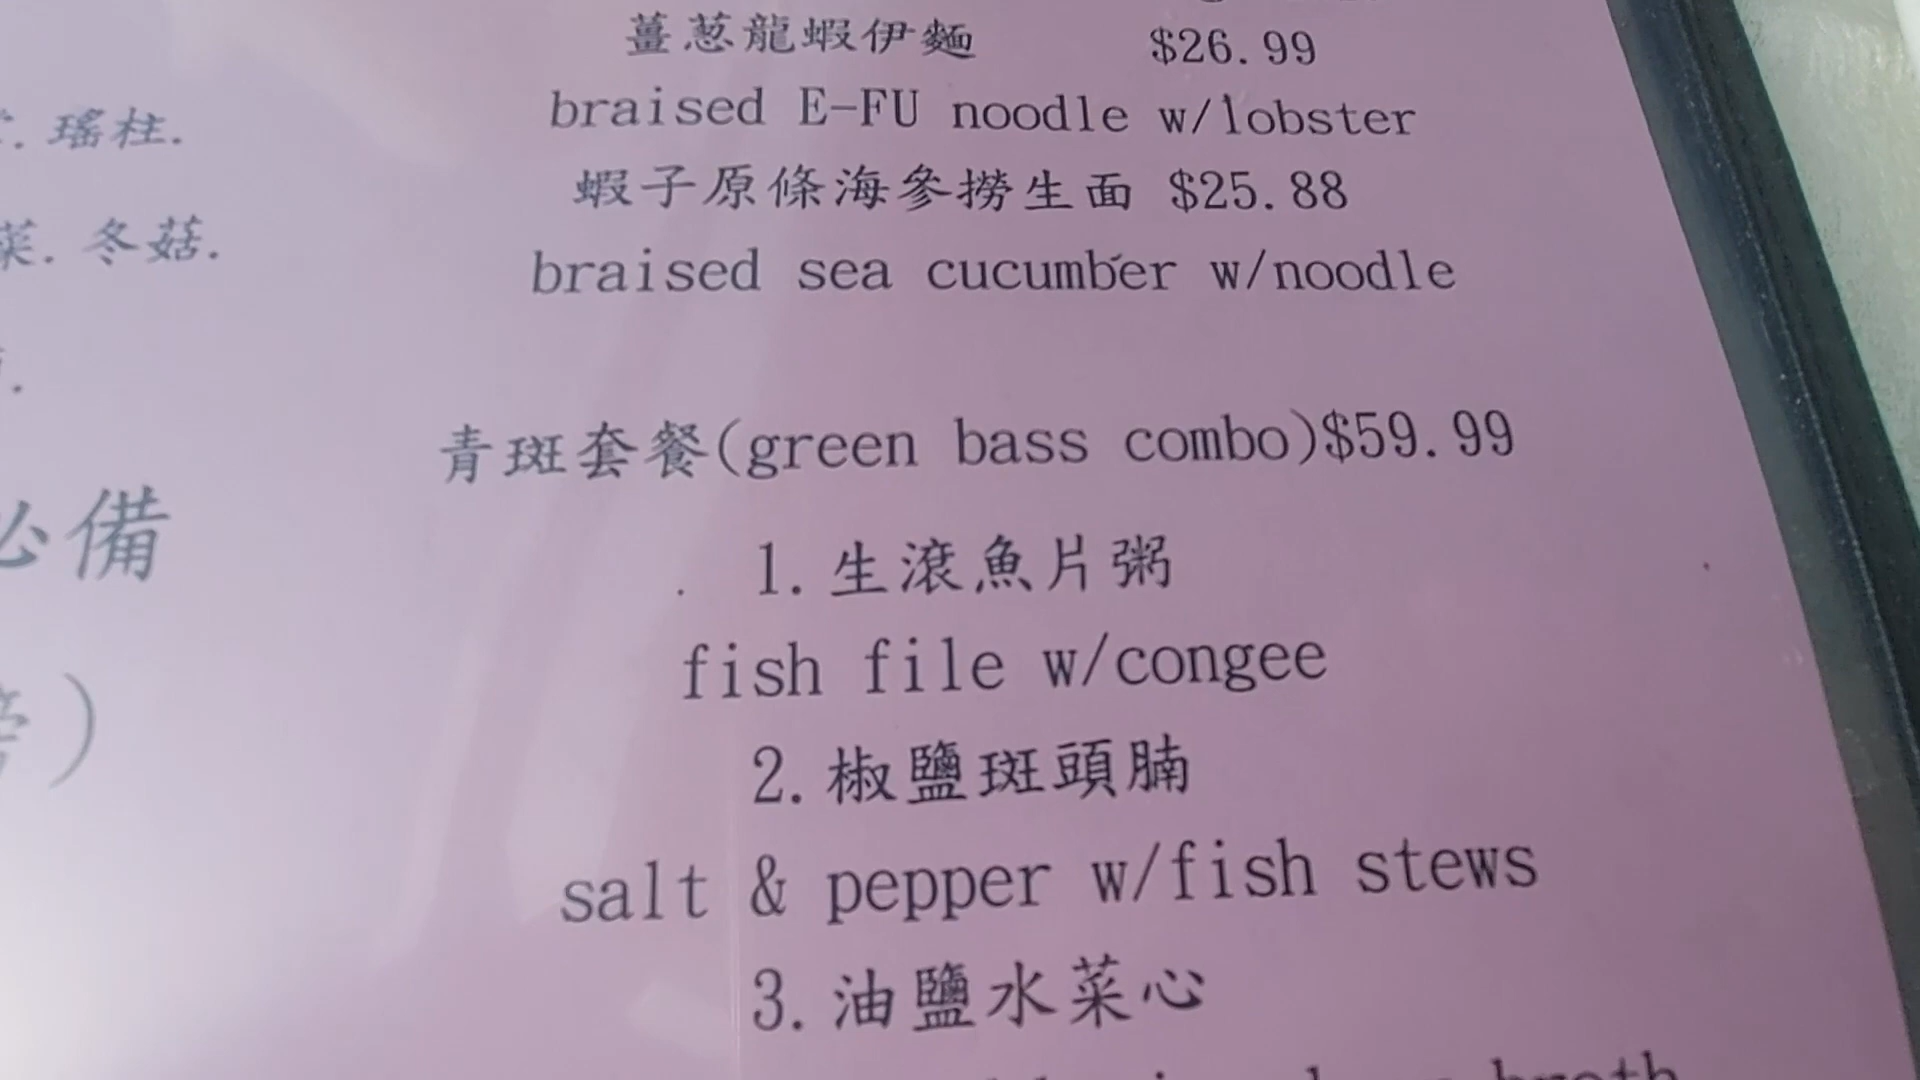 薑葱龍蝦伊麵 $26.99
braised E-FU noodle w/lobster
蝦子原條海參撈生面 $25.88
braised sea cucumber w/noodle
青斑套餐(green bass combo)$59.99
1.生滾魚片粥
fish file w/congee
2.椒鹽斑頭腩
salt & pepper w/fish stews
3.油鹽水菜心
broth
瑤柱.
菜.冬菇.
必備
)